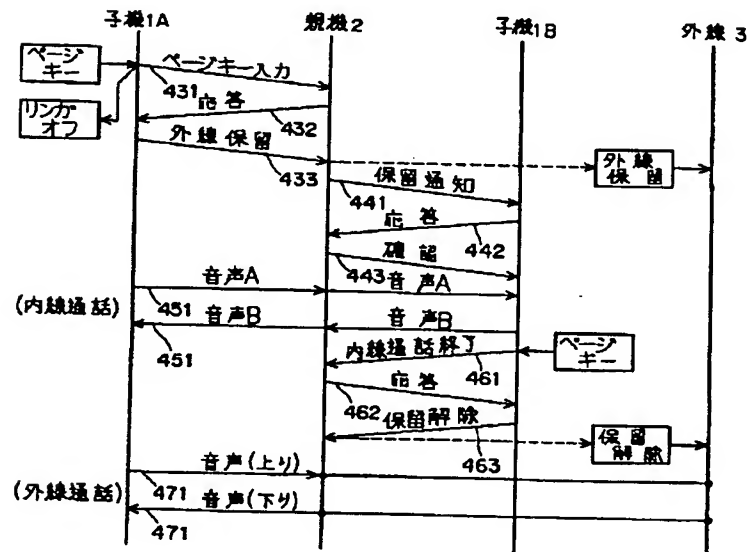 子機1A 親機2 子機1B 外線 3
ページ
キー
ページキー入力
431
応答
432
リンガ
オフ
外線保留
433
外線
保留
保留通知
441
応答
442
確認
443
音声A
451
音声A
(内線通話)
音声B
451
音声B
内線通話終了
461
ページ
キー
応答
462
保留解除
463
保留
解除
音声(上り)
471
(外線通話)
音声(下り)
471